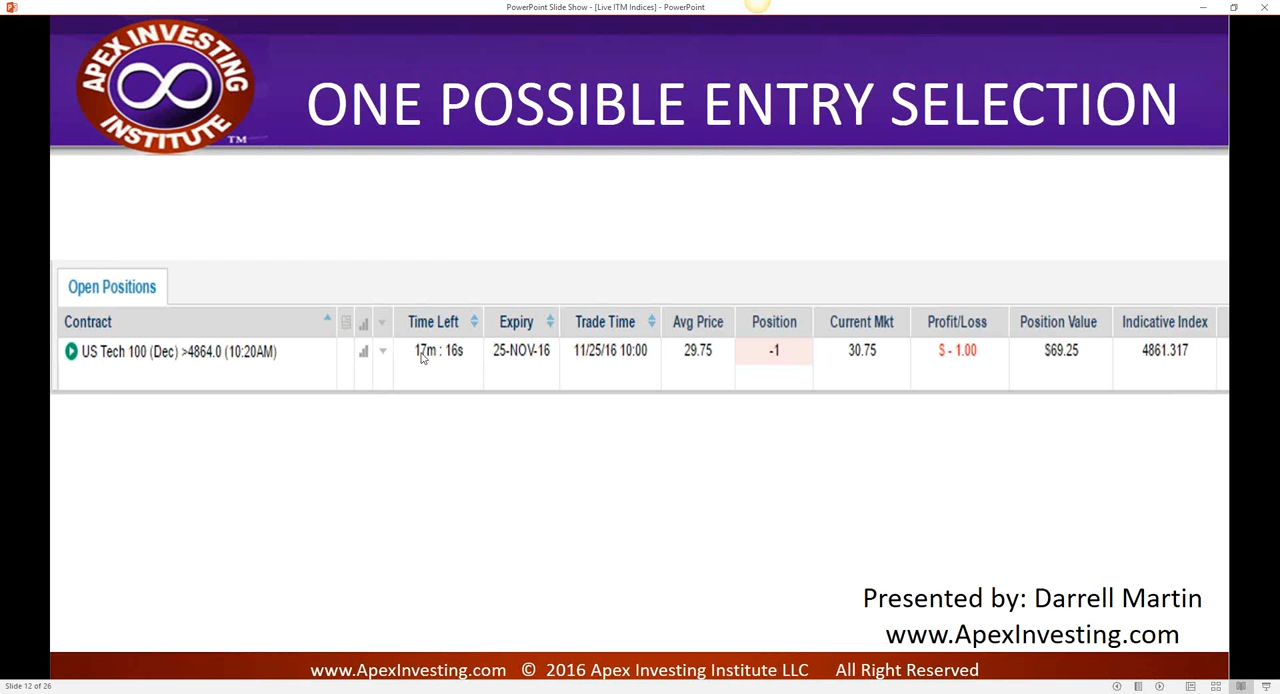 PowerPoint Slide Show - [Live ITM Indices] - PowerPoint
APEX INVESTING
INSTITUTE
TM
ONE POSSIBLE ENTRY SELECTION
Open Positions
Contract Time Left Expiry Trade Time Avg Price Position Current Mkt Profit/Loss Position Value Indicative Index
US Tech 100 (Dec) >4864.0 (10:20AM) 17m : 16s 25-NOV-16 11/25/16 10:00 29.75 -1 30.75 $ - 1.00 $69.25 4861.317
Presented by: Darrell Martin
www.ApexInvesting.com
www.ApexInvesting.com © 2016 Apex Investing Institute LLC All Right Reserved
Slide 12 of 26